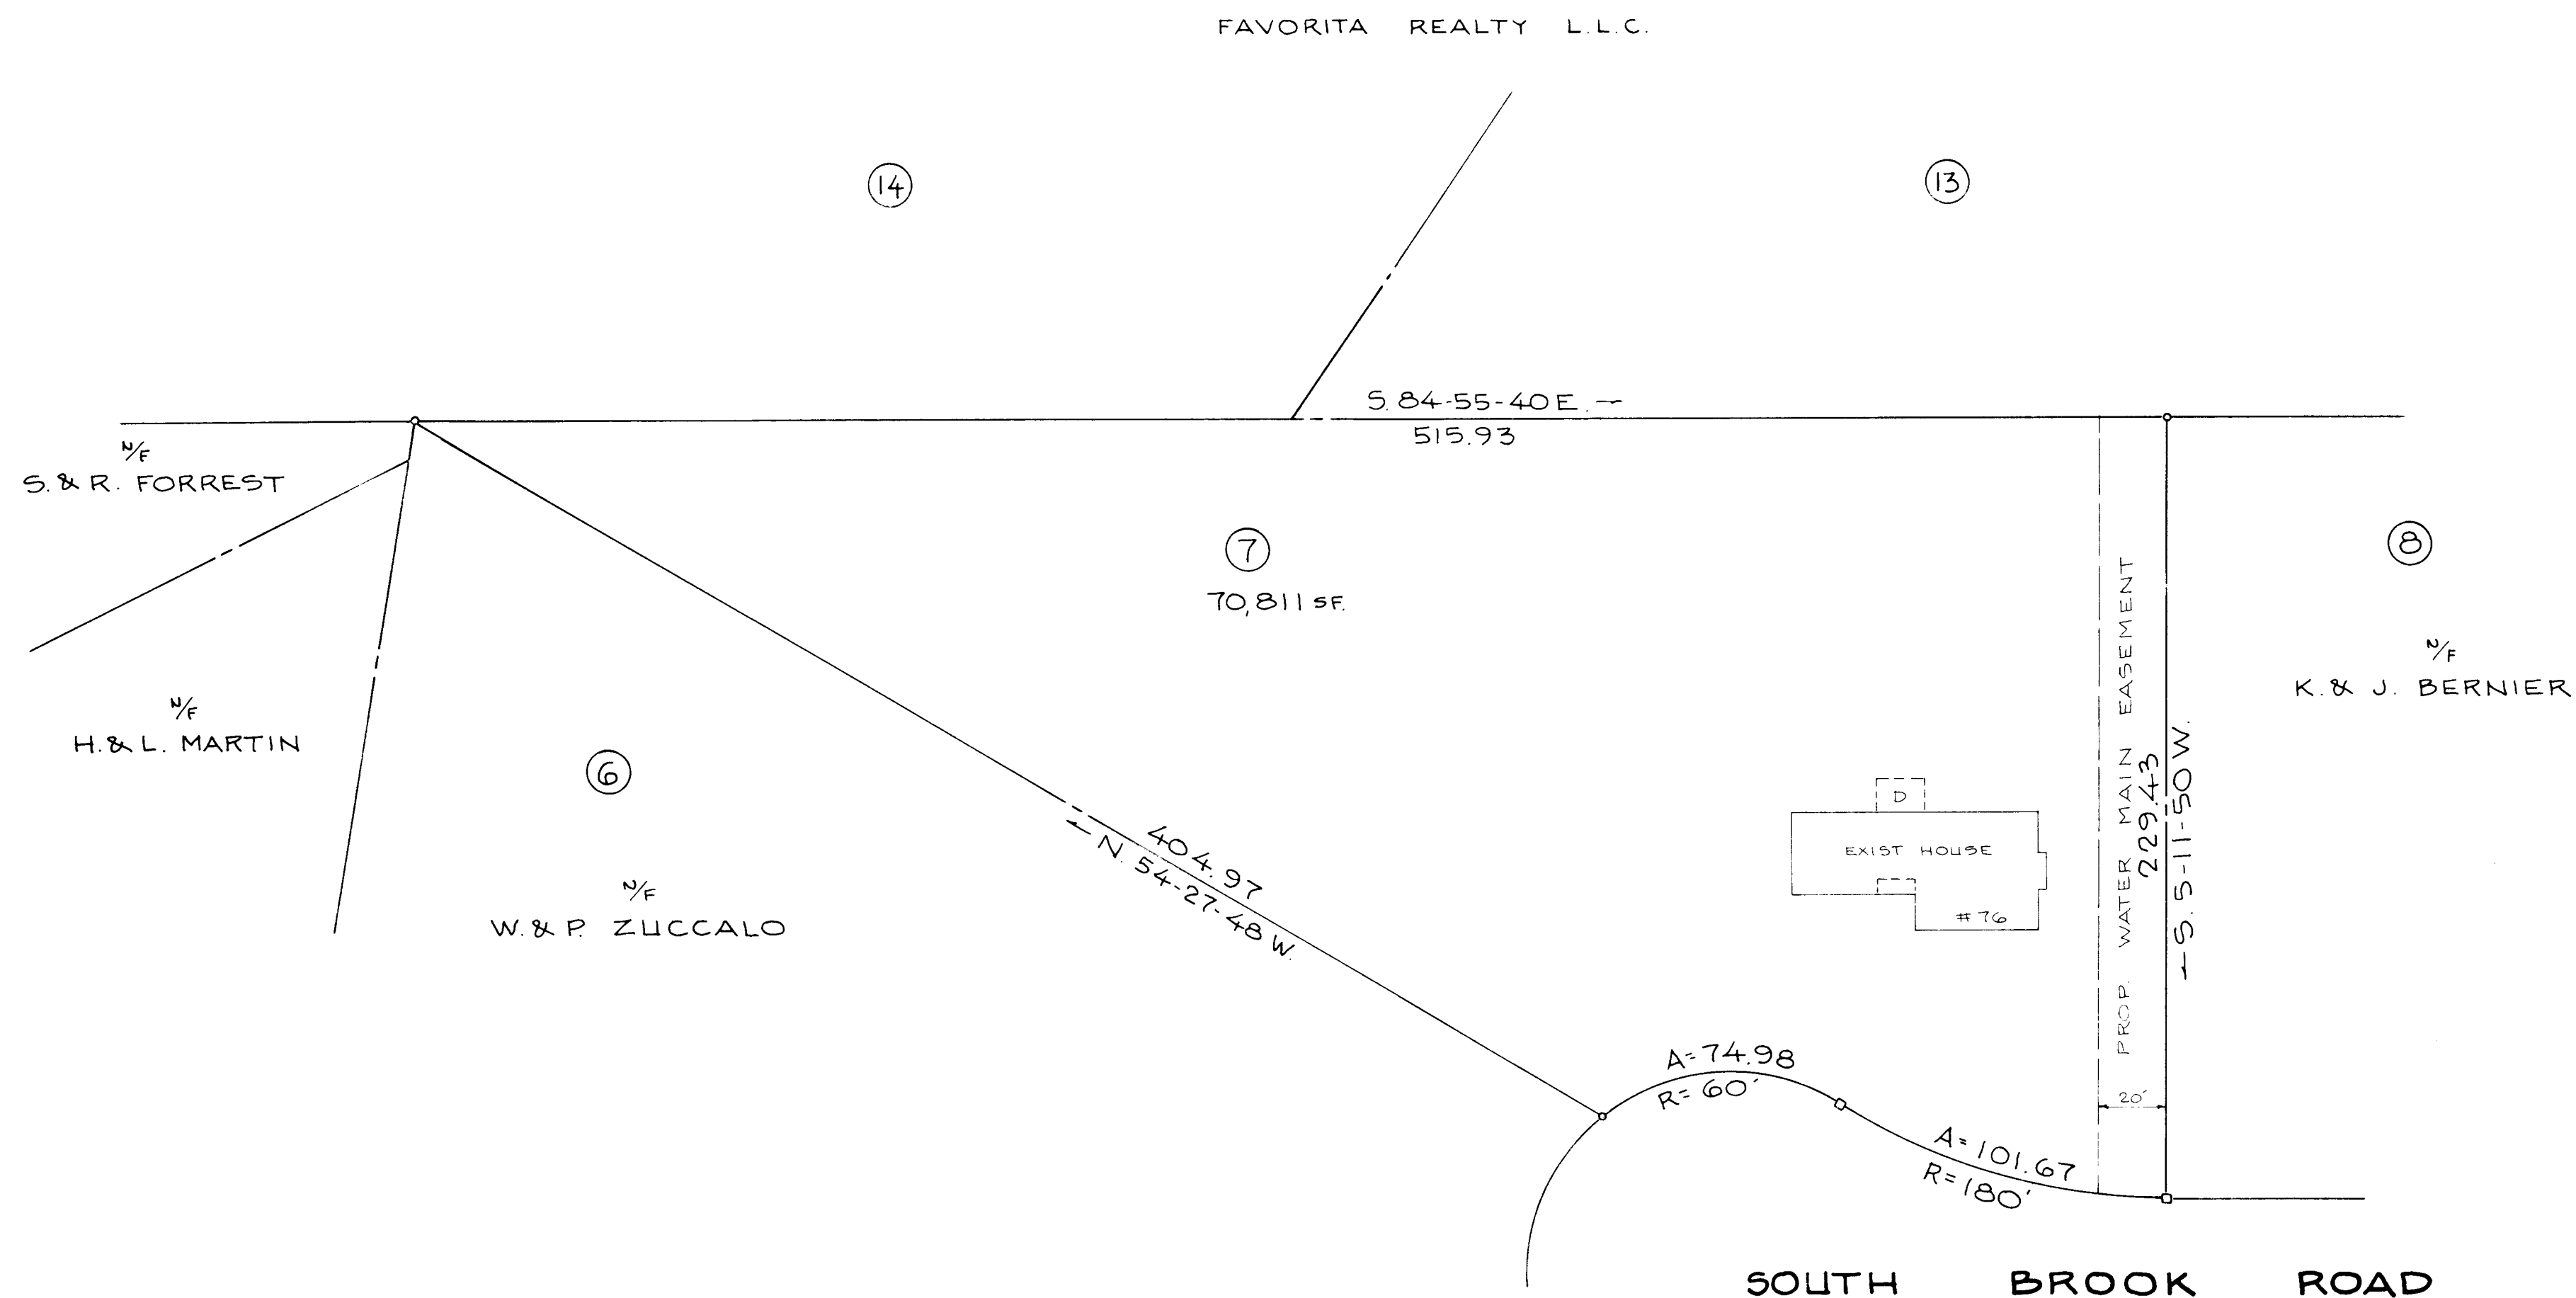 FAVORITA REALTY L.L.C.
14
13
S. 84-55-40 E.
515.93
N/F
S. & R. FORREST
7
70,811 SF.
8
N/F
K. & J. BERNIER
N/F
H. & L. MARTIN
6
N/F
W. & P. ZUCCALO
404.97
N. 54-27-48 W.
D
EXIST HOUSE
#76
PROP. WATER MAIN EASEMENT
229.43
S. 5-11-50 W.
A=74.98
R=60'
20'
A=101.67
R=180'
SOUTH BROOK ROAD